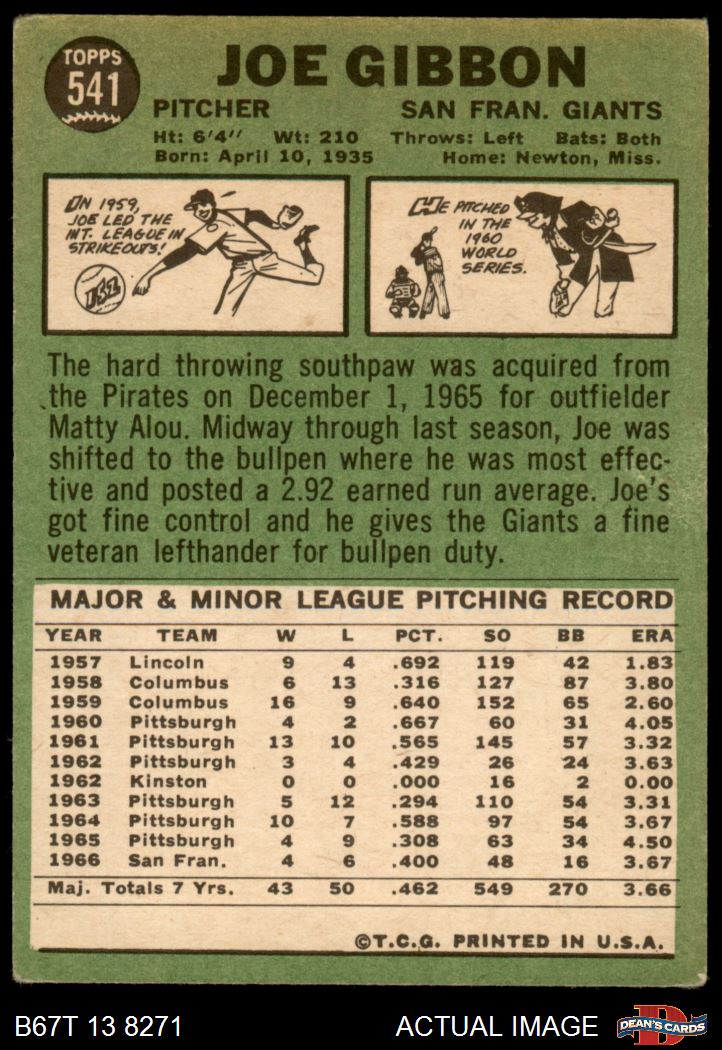 TOPPS
541
JOE GIBBON
PITCHER SAN FRAN. GIANTS
Ht: 6'4" Wt: 210 Throws: Left Bats: Both
Born: April 10, 1935 Home: Newton, Miss.
IN 1959,
JOE LED THE
INT. LEAGUE IN
STRIKEOUTS!
152
HE PITCHED
IN THE
1960
WORLD
SERIES.
The hard throwing southpaw was acquired from
the Pirates on December 1, 1965 for outfielder
Matty Alou. Midway through last season, Joe was
shifted to the bullpen where he was most effec-
tive and posted a 2.92 earned run average. Joe's
got fine control and he gives the Giants a fine
veteran lefthander for bullpen duty.
MAJOR & MINOR LEAGUE PITCHING RECORD
YEAR TEAM W L PCT. SO BB ERA
1957 Lincoln 9 4 .692 119 42 1.83
1958 Columbus 6 13 .316 127 87 3.80
1959 Columbus 16 9 .640 152 65 2.60
1960 Pittsburgh 4 2 .667 60 31 4.05
1961 Pittsburgh 13 10 .565 145 57 3.32
1962 Pittsburgh 3 4 .429 26 24 3.63
1962 Kinston 0 0 .000 16 2 0.00
1963 Pittsburgh 5 12 .294 110 54 3.31
1964 Pittsburgh 10 7 .588 97 54 3.67
1965 Pittsburgh 4 9 .308 63 34 4.50
1966 San Fran. 4 6 .400 48 16 3.67
Maj. Totals 7 Yrs. 43 50 .462 549 270 3.66
©T.C.G. PRINTED IN U.S.A.
B67T 13 8271 ACTUAL IMAGE
D
DEAN'S CARDS